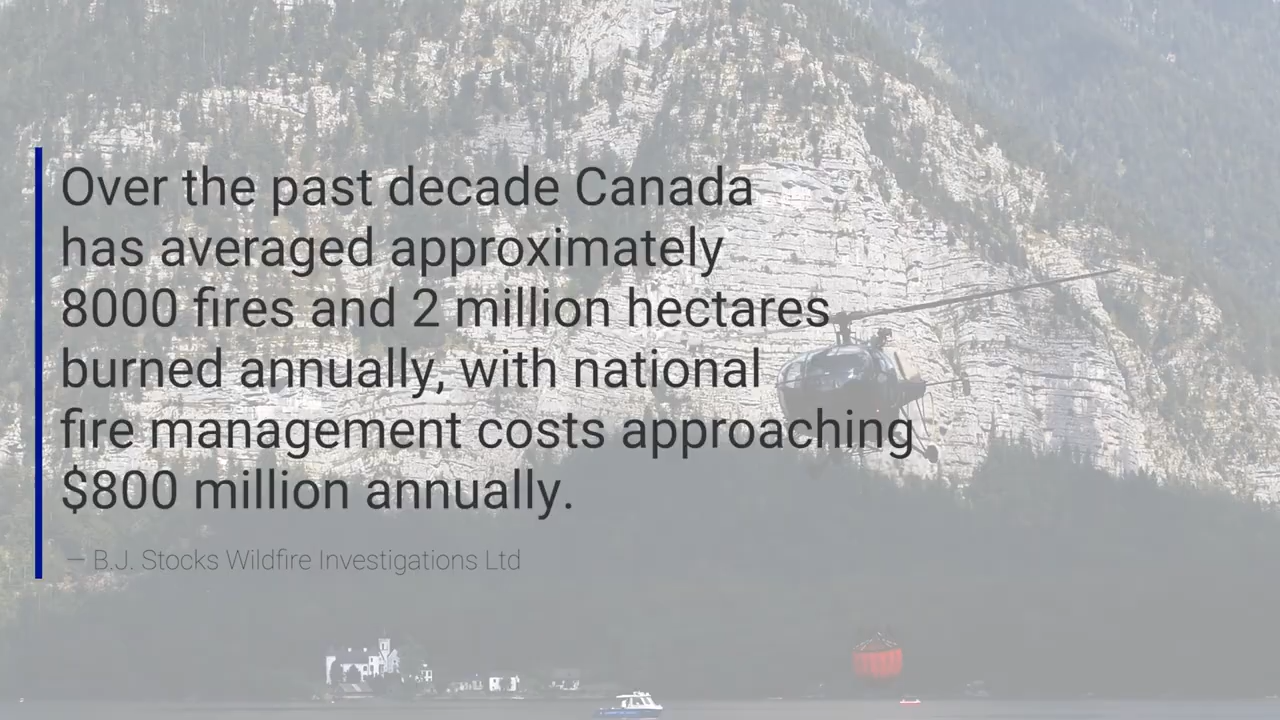 Over the past decade Canada
has averaged approximately
8000 fires and 2 million hectares
burned annually, with national
fire management costs approaching
$800 million annually.
— B.J. Stocks Wildfire Investigations Ltd